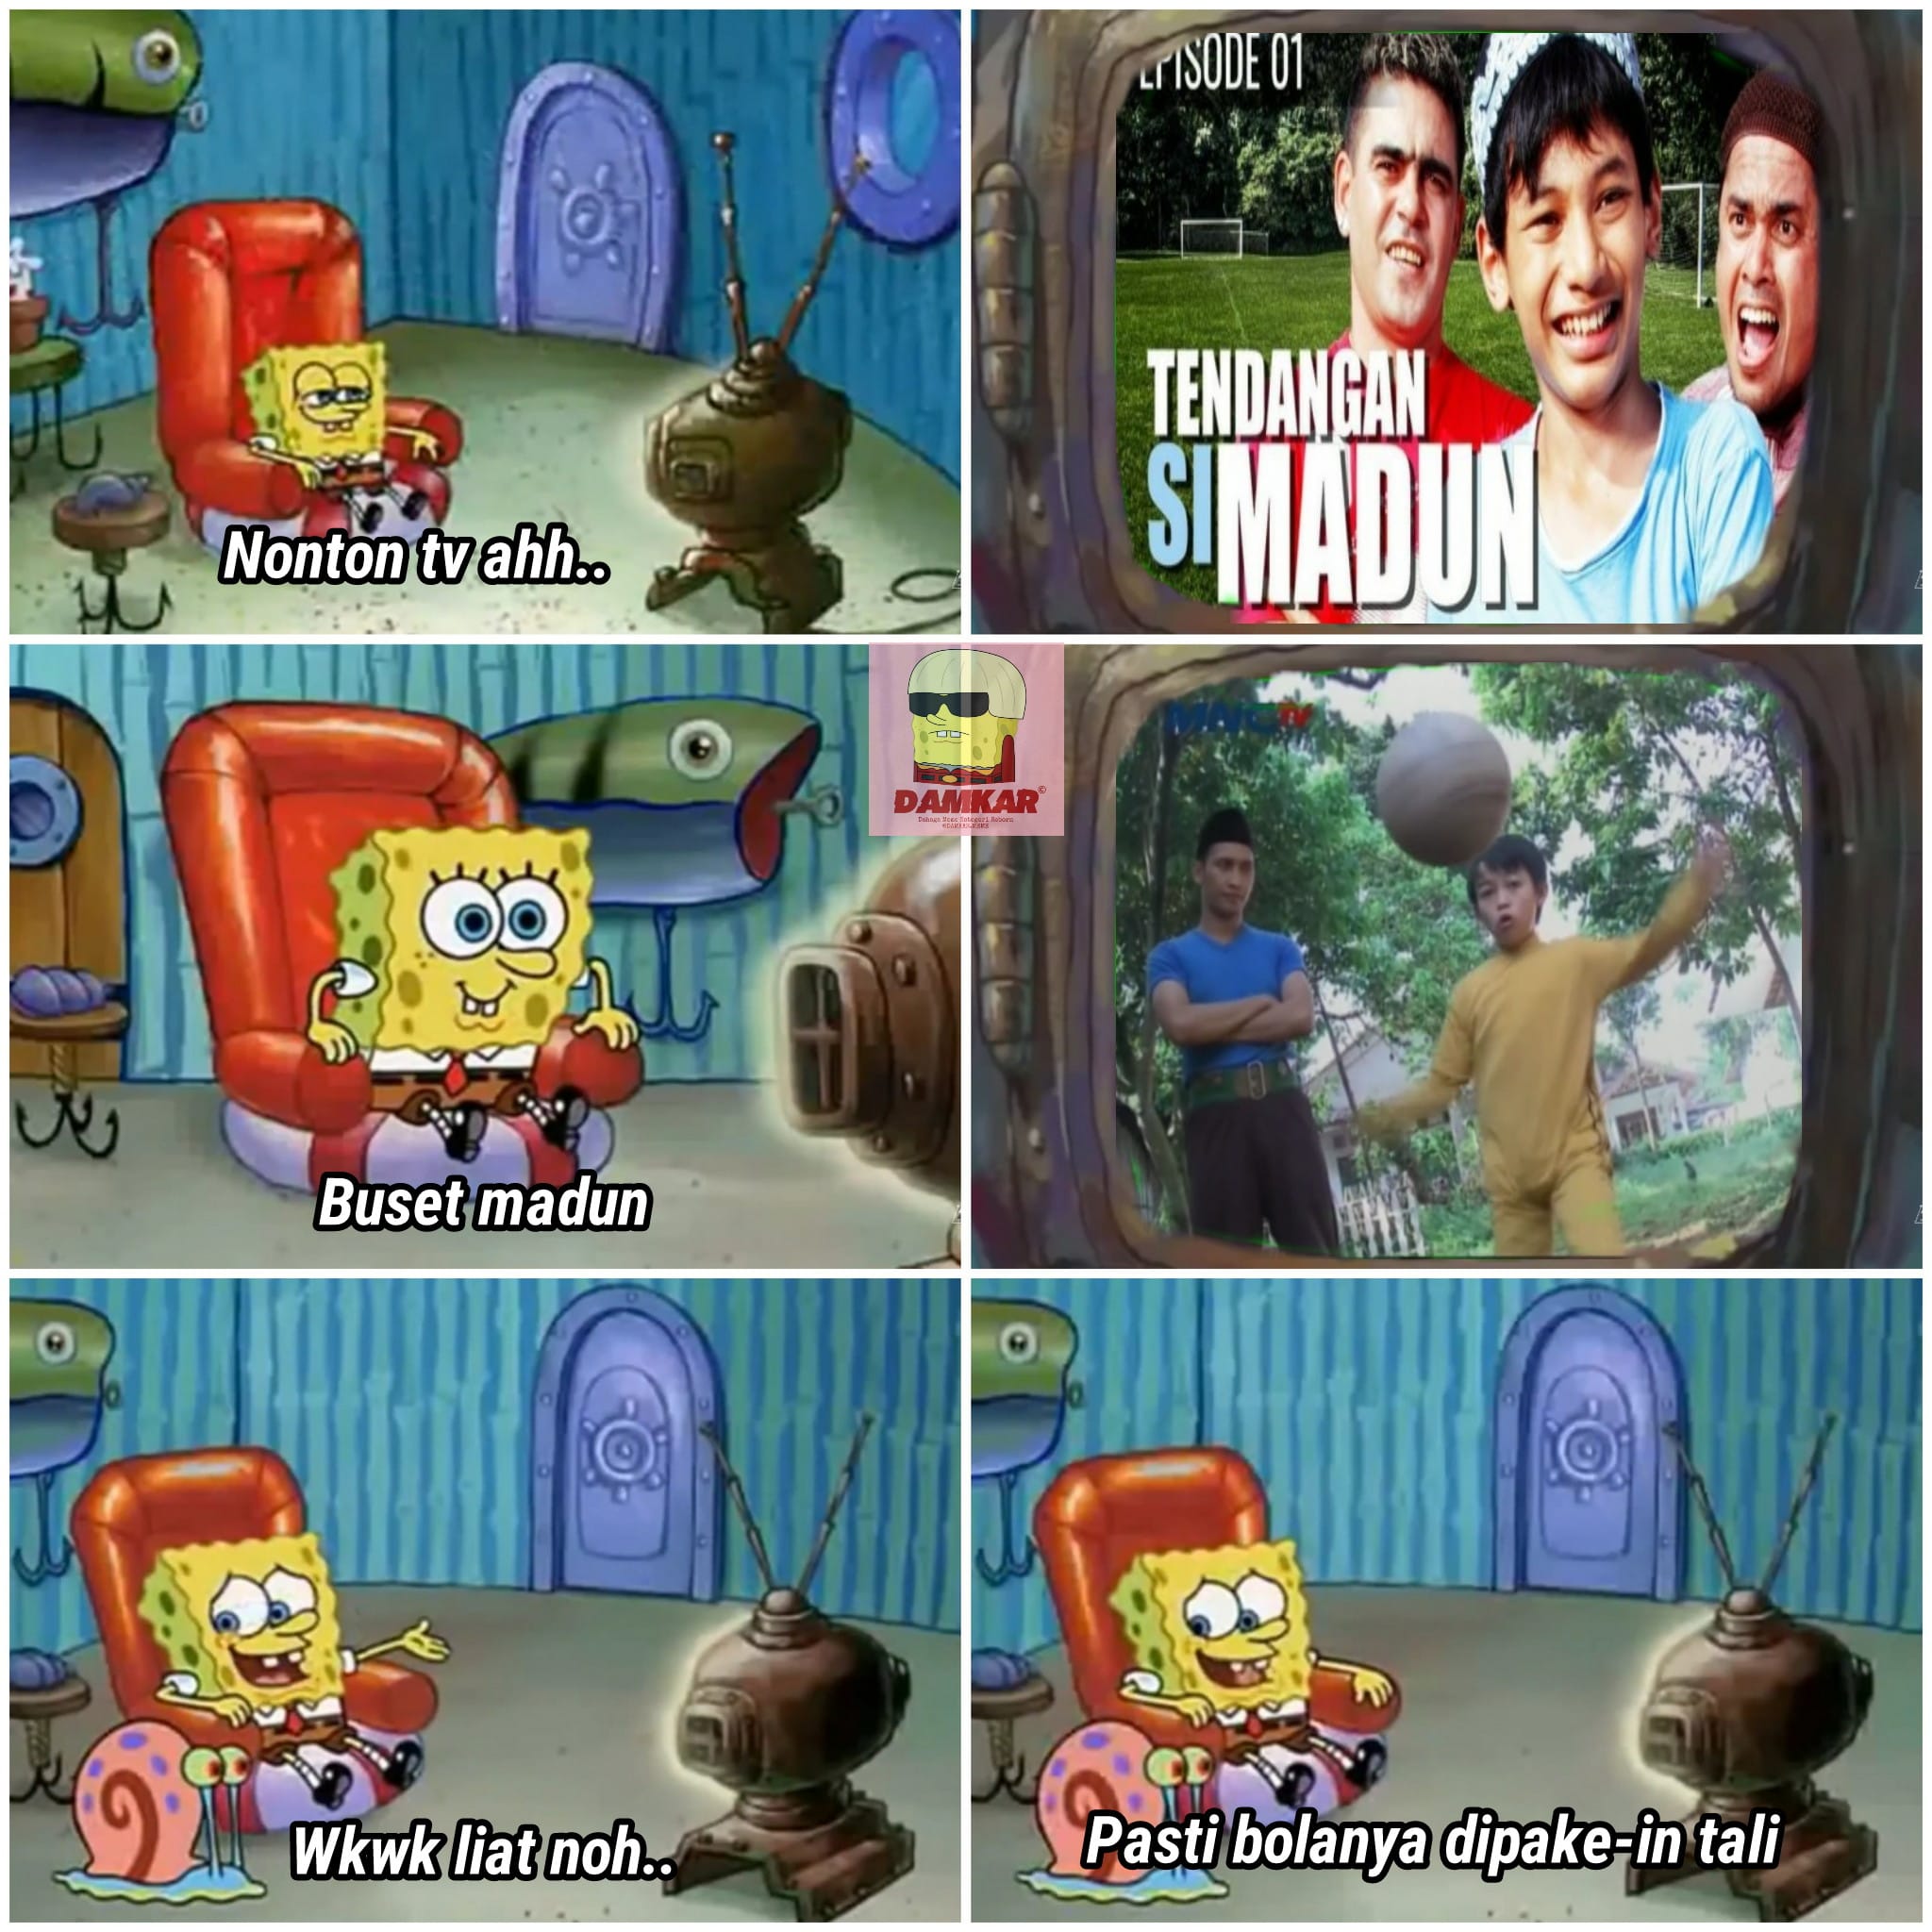 Nonton tv ahh..
EPISODE 01
TENDANGAN
SI MADUN
Buset madun
DAMKAR©
MNCTV
Wkwk liat noh..
Pasti bolanya dipake-in tali